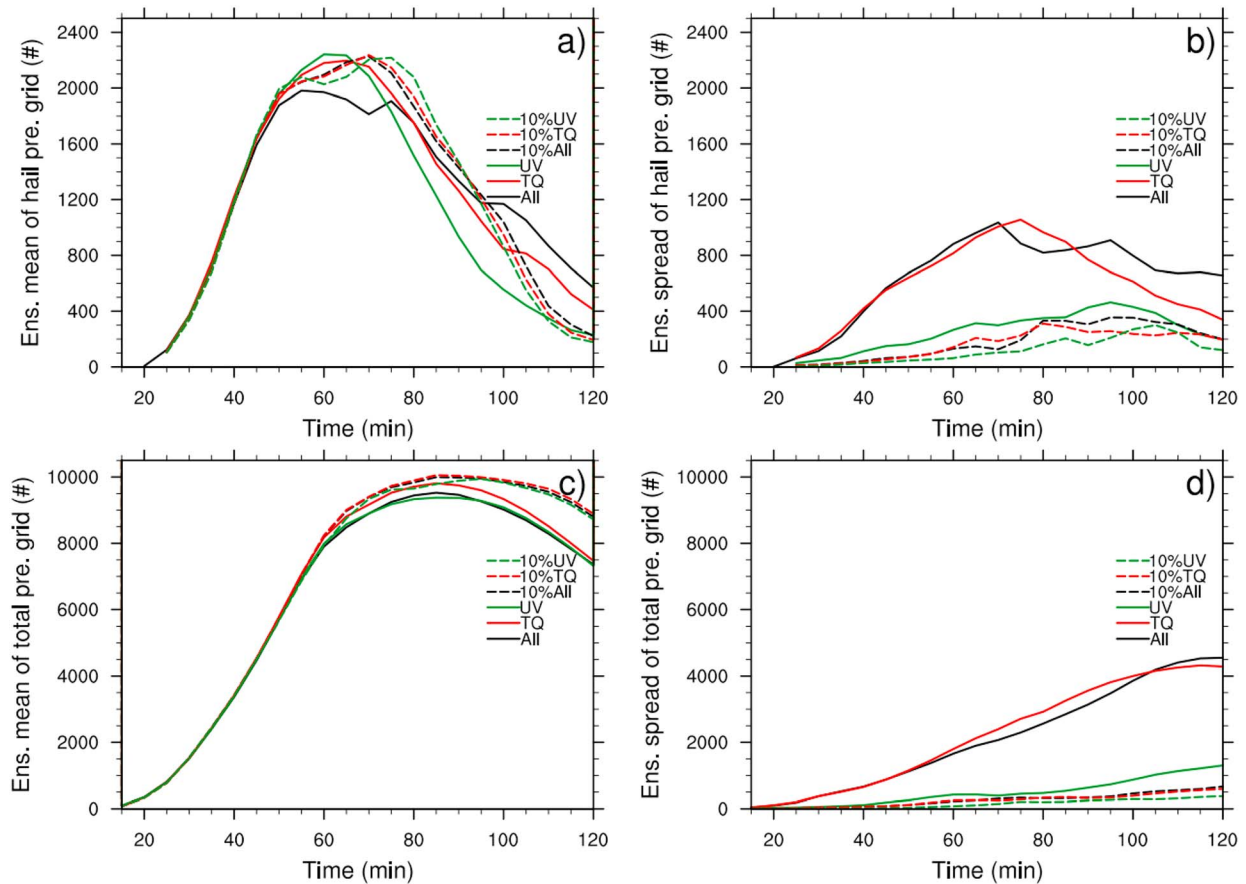 a)
Ens. mean of hail pre. grid (#)
2400
2000
1600
1200
800
400
0
10%UV
10%TQ
10%All
UV
TQ
All
20 40 60 80 100 120
Time (min)
b)
Ens. spread of hail pre. grid (#)
2400
2000
1600
1200
800
400
0
10%UV
10%TQ
10%All
UV
TQ
All
20 40 60 80 100 120
Time (min)
c)
Ens. mean of total pre. grid (#)
10000
8000
6000
4000
2000
0
10%UV
10%TQ
10%All
UV
TQ
All
20 40 60 80 100 120
Time (min)
d)
Ens. spread of total pre. grid (#)
10000
8000
6000
4000
2000
0
10%UV
10%TQ
10%All
UV
TQ
All
20 40 60 80 100 120
Time (min)